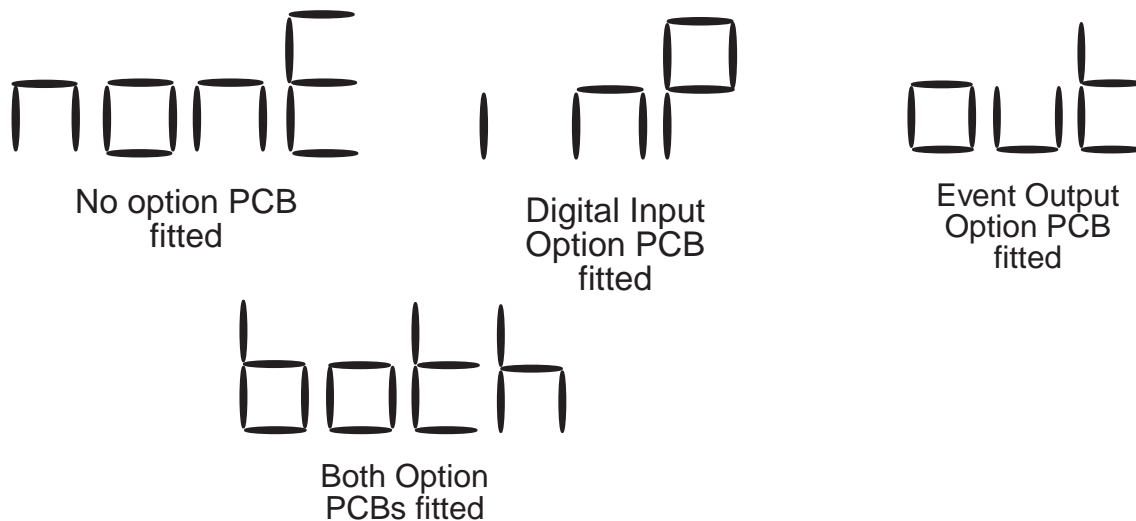 nonE
inP
out
No option PCB
fitted
Digital Input
Option PCB
fitted
Event Output
Option PCB
fitted
both
Both Option
PCBs fitted